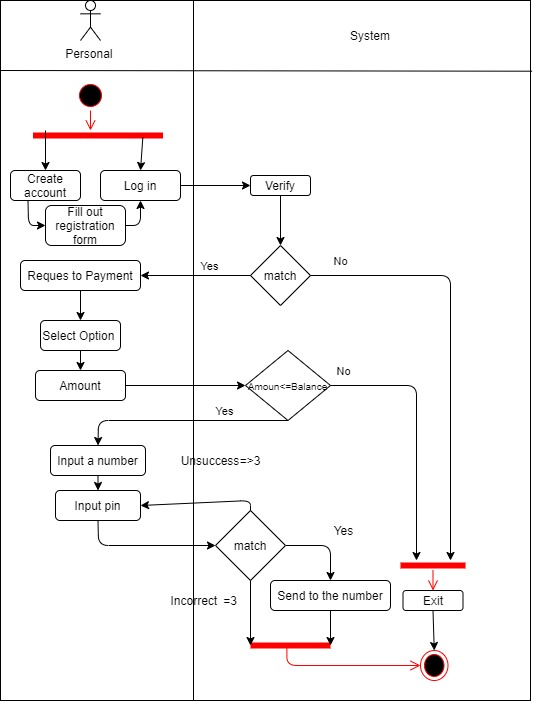 Personal
System
Create
account
Log in
Verify
Fill out
registration
form
Yes
match
No
Reques to Payment
Select Option
Amount
Amoun<=Balance
No
Yes
Input a number
Unsuccess=>3
Input pin
match
Yes
Incorrect =3
Send to the number
Exit